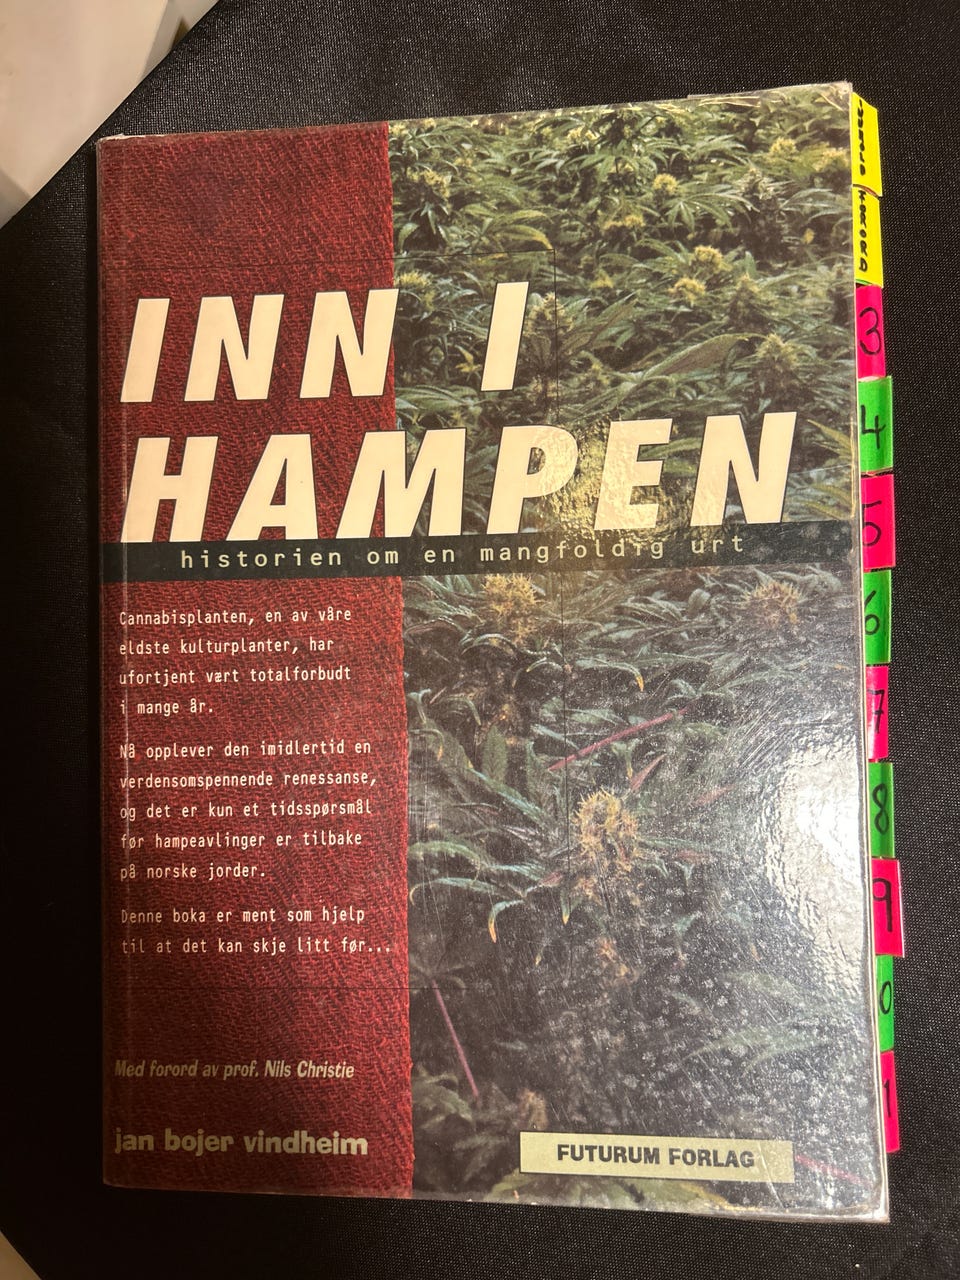 INN I
HAMPEN
historien om en mangfoldig urt
Cannabisplanten, en av våre
eldste kulturplanter, har
ufortjent vært totalforbudt
i mange år.
Nå opplever den imidlertid en
verdensomspennende renessanse,
og det er kun et tidsspørsmål
før hampeavlinger er tilbake
på norske jorder.
Denne boka er ment som hjelp
til at det kan skje litt før...
Med forord av prof. Nils Christie
jan bojer vindheim
FUTURUM FORLAG
FORORD
3
4
5
6
7
8
9
0
1